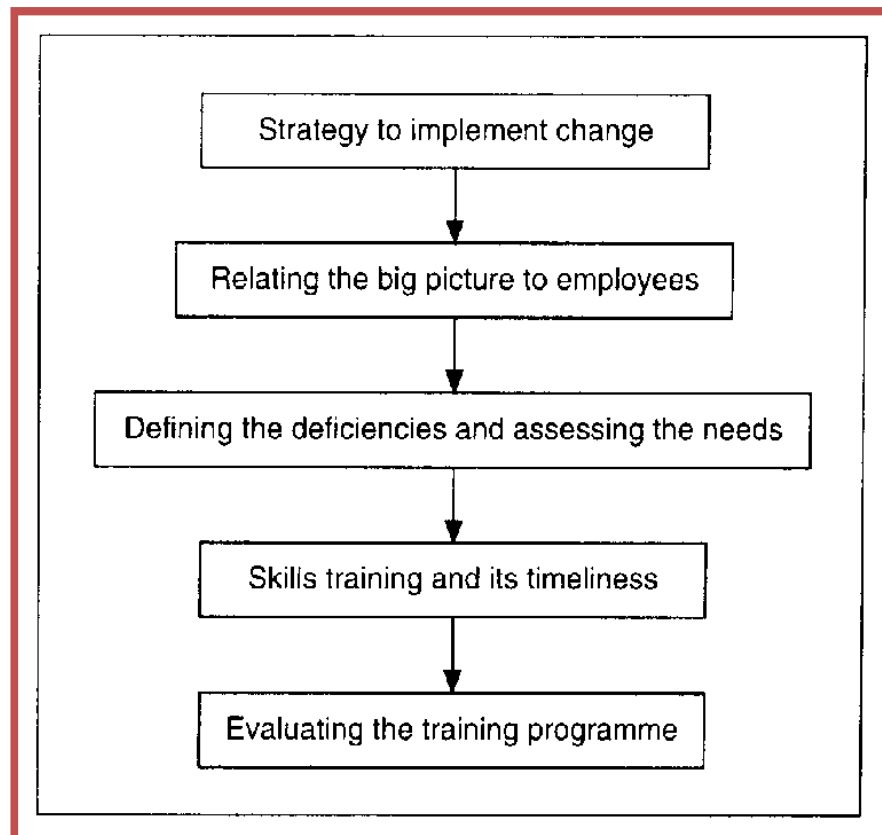 Strategy to implement change
Relating the big picture to employees
Defining the deficiencies and assessing the needs
Skills training and its timeliness
Evaluating the training programme